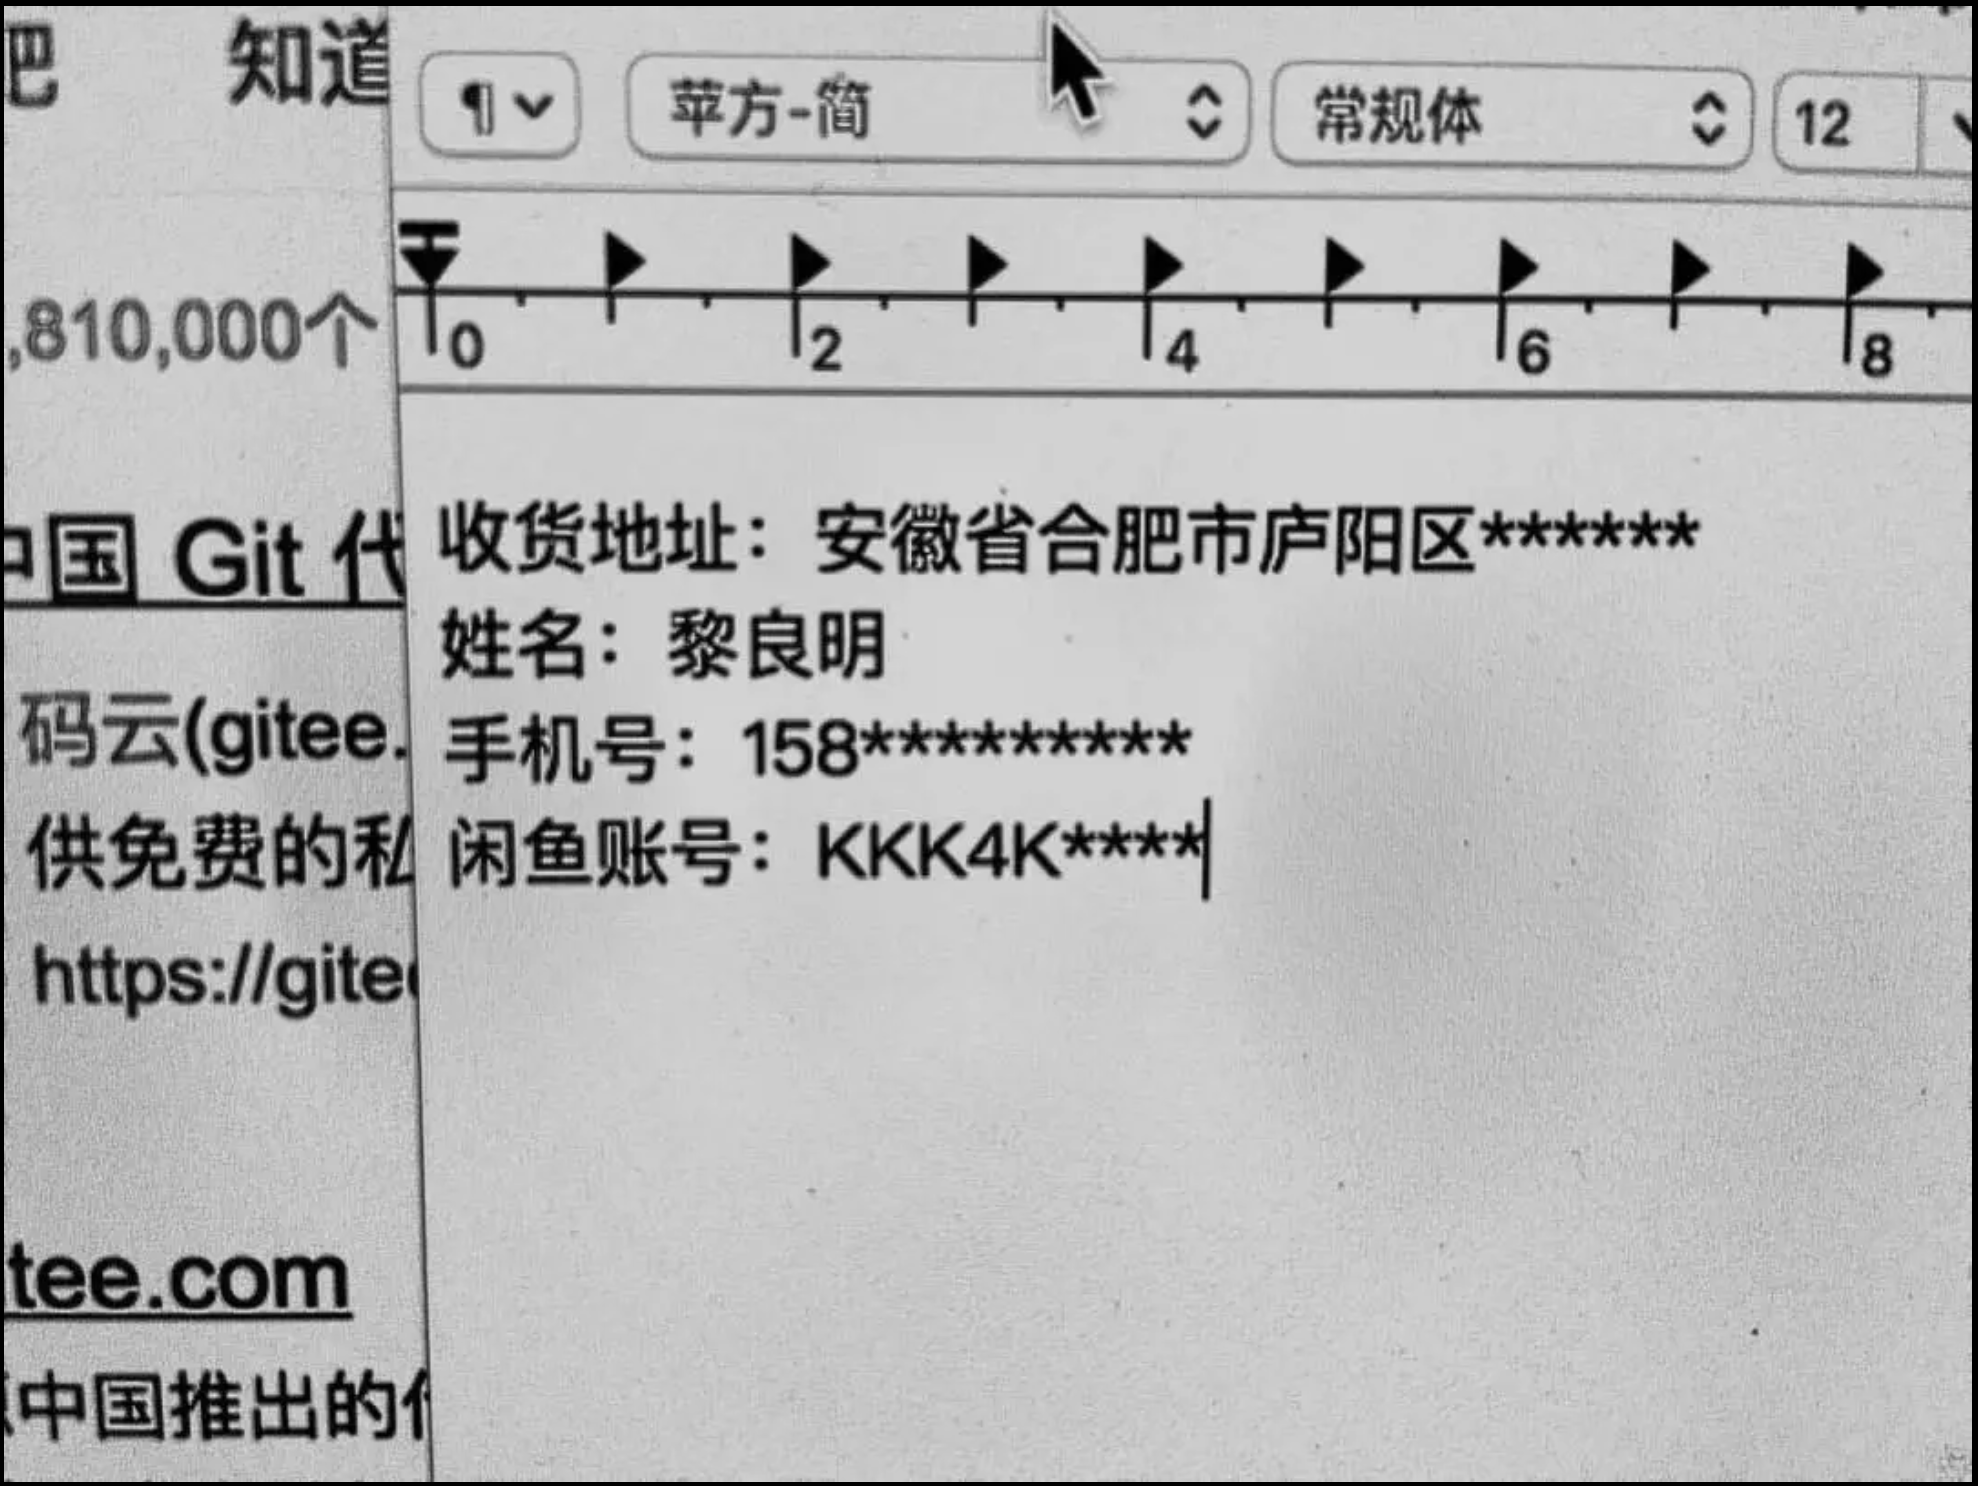 吧 知道
苹方-简 常规体 12
,810,000个
0 2 4 6 8
中国 Git 代
收货地址：安徽省合肥市庐阳区******
姓名：黎良明
手机号：158*********
闲鱼账号：KKK4K****
码云(gitee.
供免费的私
https://gitee
tee.com
中国推出的代